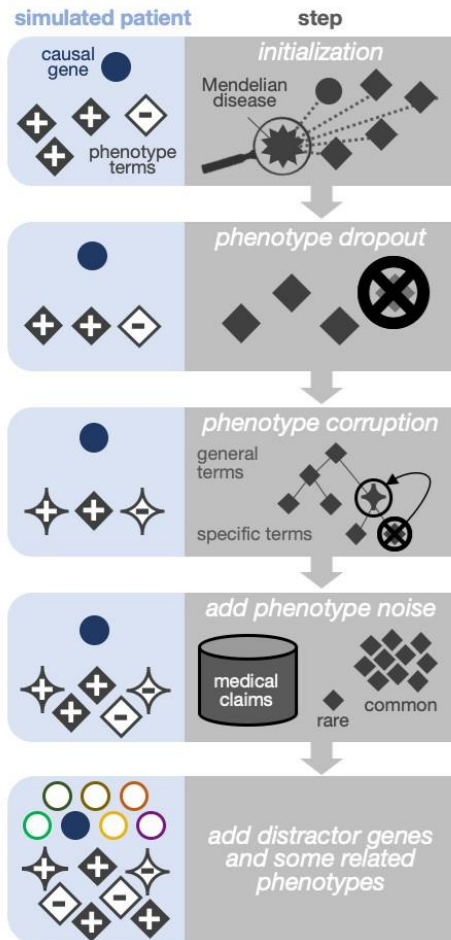 simulated patient
step
causal
gene
+ + -
+
phenotype
terms
initialization
Mendelian
disease
phenotype dropout
+ + -
phenotype corruption
+ + -
general
terms
specific terms
add phenotype noise
+ + -
+ -
medical
claims
rare
common
add distractor genes
and some related
phenotypes
+ + -
- -
+ +